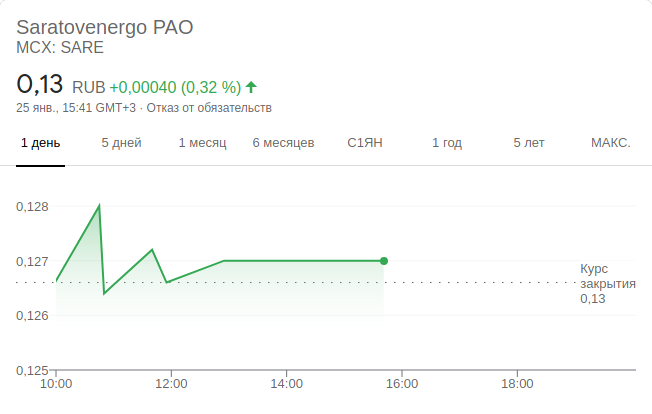 Saratovenergo PAO
MCX: SARE
0,13 RUB +0,00040 (0,32 %)
25 янв., 15:41 GMT+3 · Отказ от обязательств
1 день 5 дней 1 месяц 6 месяцев С1ЯН 1 год 5 лет МАКС.
0,128
0,127
Курс
закрытия
0,13
0,126
0,125
10:00 12:00 14:00 16:00 18:00